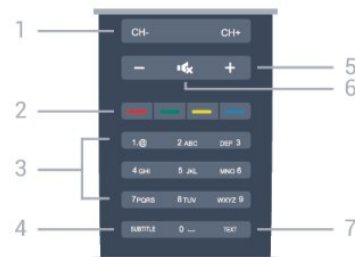 1 CH- CH+
− + 5
6
2
1.@ 2 ABC DEF 3
3
4 GHI 5 JKL MNO 6
7PQRS 8 TUV WXYZ 9
4 SUBTITLE 0 TEXT 7